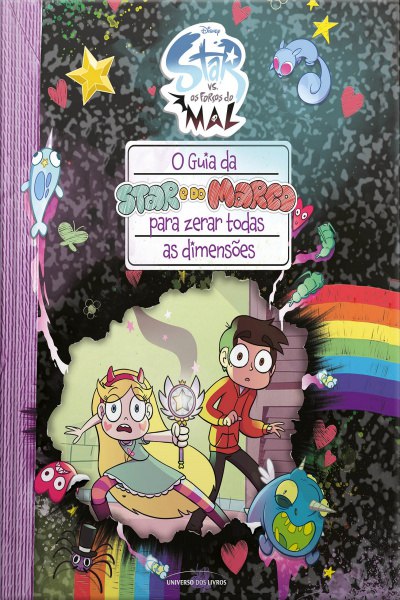 Disney
Star
vs.
as forças do
MAL
O Guia da
STAR e do MARCO
para zerar todas
as dimensões
UNIVERSO DOS LIVROS